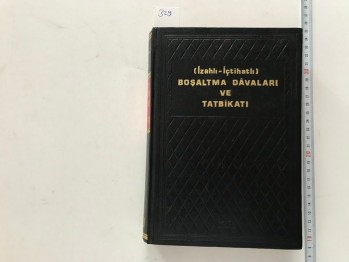 329
(İzahlı - İçtihatlı)
BOŞALTMA DÂVALARI
VE
TATBİKATI